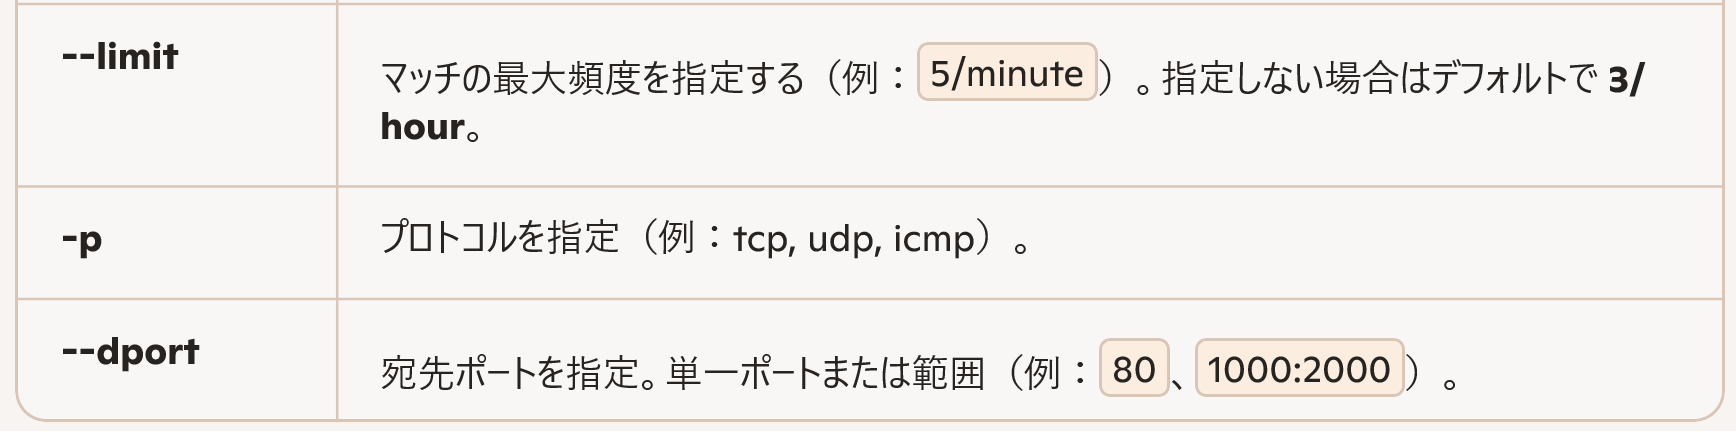 --limit
マッチの最大頻度を指定する（例：5/minute）。指定しない場合はデフォルトで 3/
hour。
-p
プロトコルを指定（例：tcp, udp, icmp）。
--dport
宛先ポートを指定。単一ポートまたは範囲（例：80、1000:2000）。